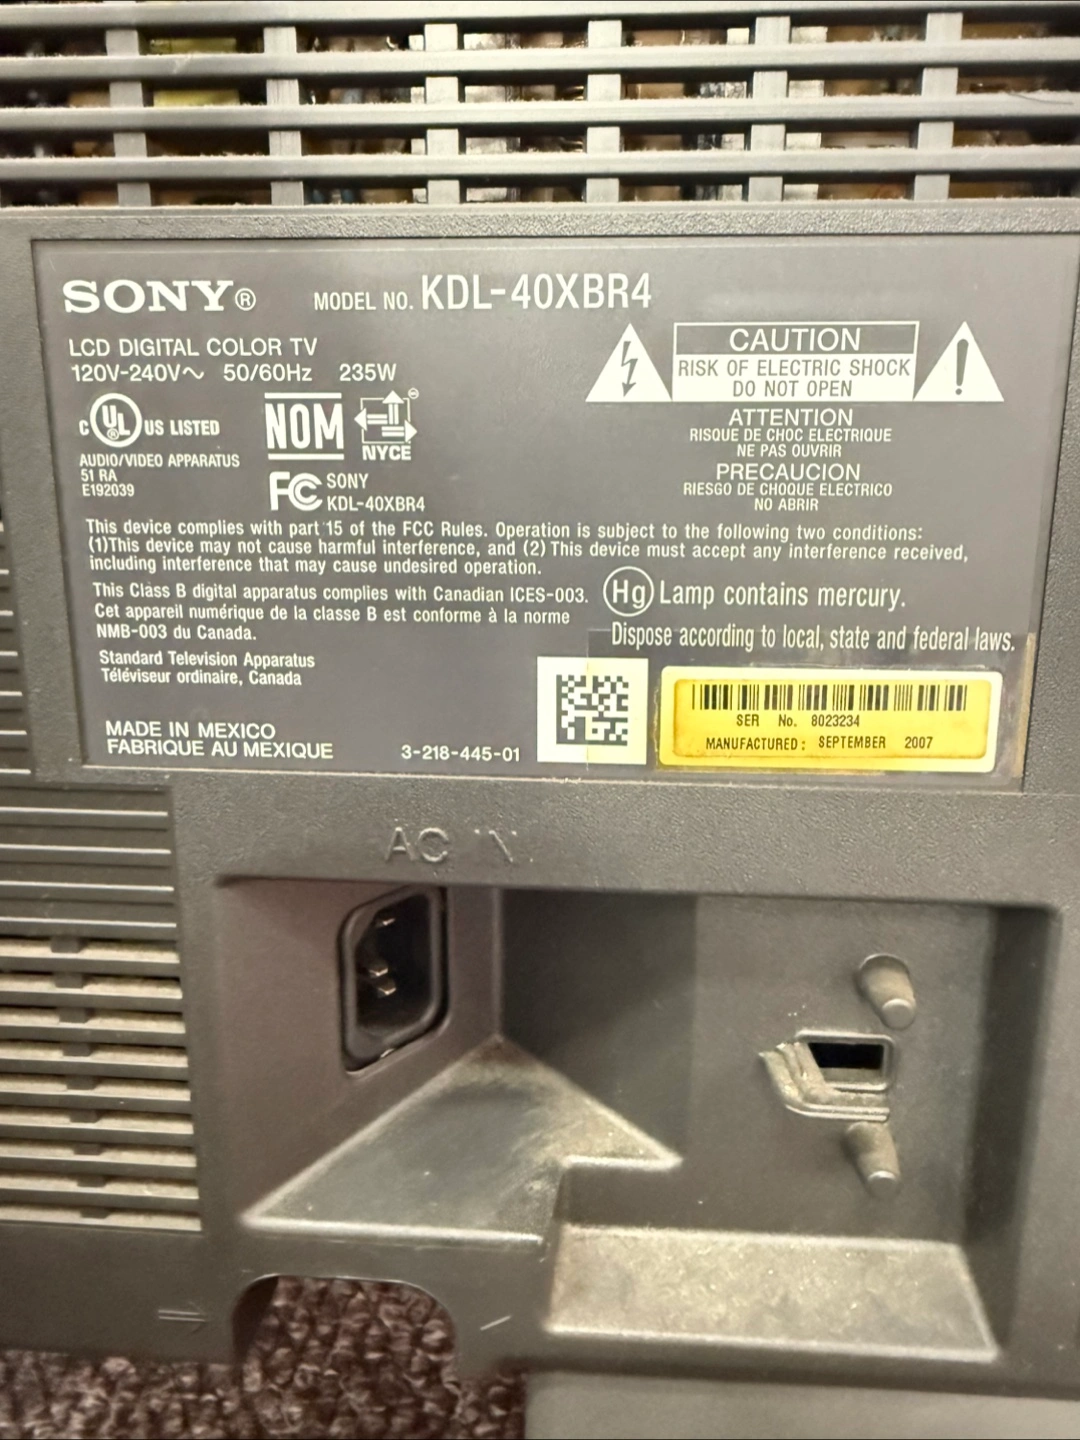 SONY® MODEL NO. KDL-40XBR4
LCD DIGITAL COLOR TV
120V-240V~ 50/60Hz 235W
CAUTION
RISK OF ELECTRIC SHOCK
DO NOT OPEN
ATTENTION
RISQUE DE CHOC ELECTRIQUE
NE PAS OUVRIR
PRECAUCION
RIESGO DE CHOQUE ELECTRICO
NO ABRIR
C UL ® US LISTED
AUDIO/VIDEO APPARATUS
51 RA
E192039
NOM
NYCE
FC SONY
KDL-40XBR4
This device complies with part 15 of the FCC Rules. Operation is subject to the following two conditions:
(1)This device may not cause harmful interference, and (2) This device must accept any interference received,
including interference that may cause undesired operation.
This Class B digital apparatus complies with Canadian ICES-003.
Cet appareil numérique de la classe B est conforme à la norme
NMB-003 du Canada.
Hg Lamp contains mercury.
Dispose according to local, state and federal laws.
Standard Television Apparatus
Téléviseur ordinaire, Canada
MADE IN MEXICO
FABRIQUE AU MEXIQUE
3-218-445-01
SER No. 8023234
MANUFACTURED: SEPTEMBER 2007
AC IN